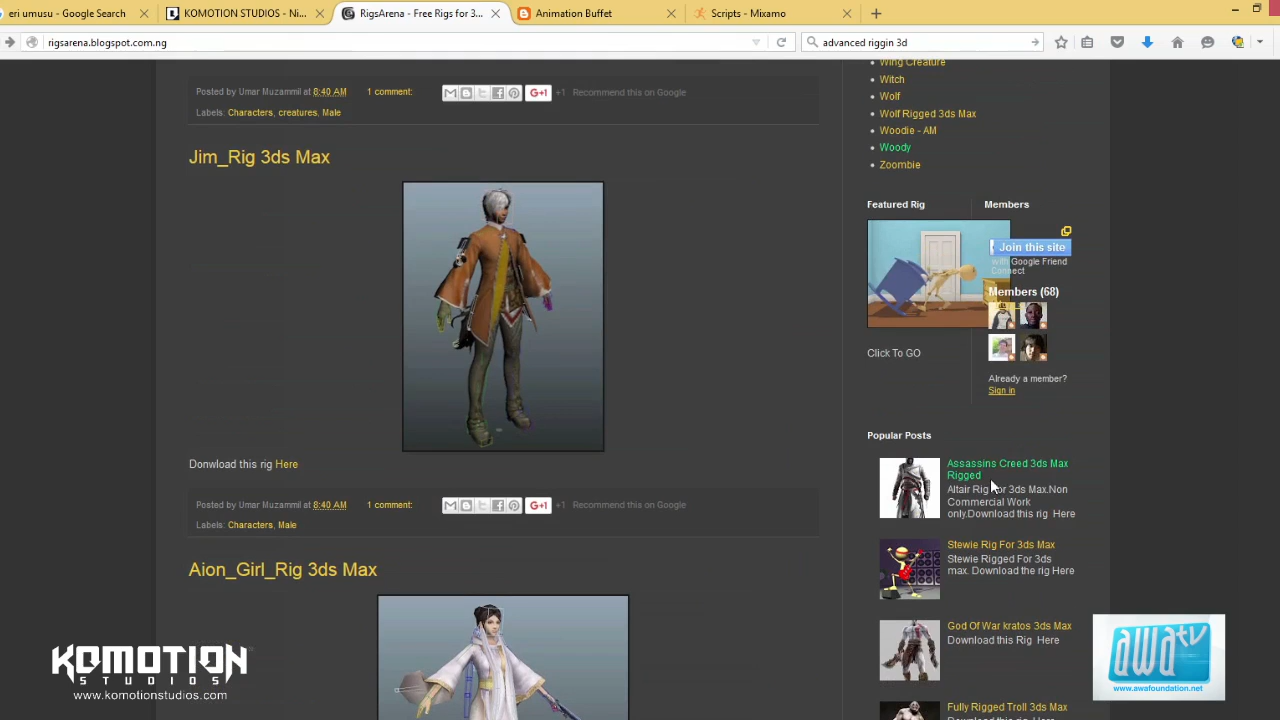 eri umusu - Google Search
KOMOTION STUDIOS - Ni...
RigsArena - Free Rigs for 3...
Animation Buffet
Scripts - Mixamo
rigsarena.blogspot.com.ng
advanced riggin 3d
Posted by Umar Muzammil at 8:40 AM
1 comment:
G+1
+1 Recommend this on Google
Labels: Characters, creatures, Male
Jim_Rig 3ds Max
Donwload this rig Here
Posted by Umar Muzammil at 8:40 AM
1 comment:
G+1
+1 Recommend this on Google
Labels: Characters, Male
Aion_Girl_Rig 3ds Max
Wing Creature
Witch
Wolf
Wolf Rigged 3ds Max
Woodie - AM
Woody
Zoombie
Featured Rig
Click To GO
Members
Join this site
with Google Friend
Connect
Members (68)
Already a member?
Sign in
Popular Posts
Assassins Creed 3ds Max
Rigged
Altair Rig For 3ds Max.Non
Commercial Work
only.Download this rig Here
Stewie Rig For 3ds Max
Stewie Rigged For 3ds
max. Download the rig Here
God Of War kratos 3ds Max
Download this Rig Here
Fully Rigged Troll 3ds Max
KOMOTION
STUDIOS
www.komotionstudios.com
awatv
www.awafoundation.net